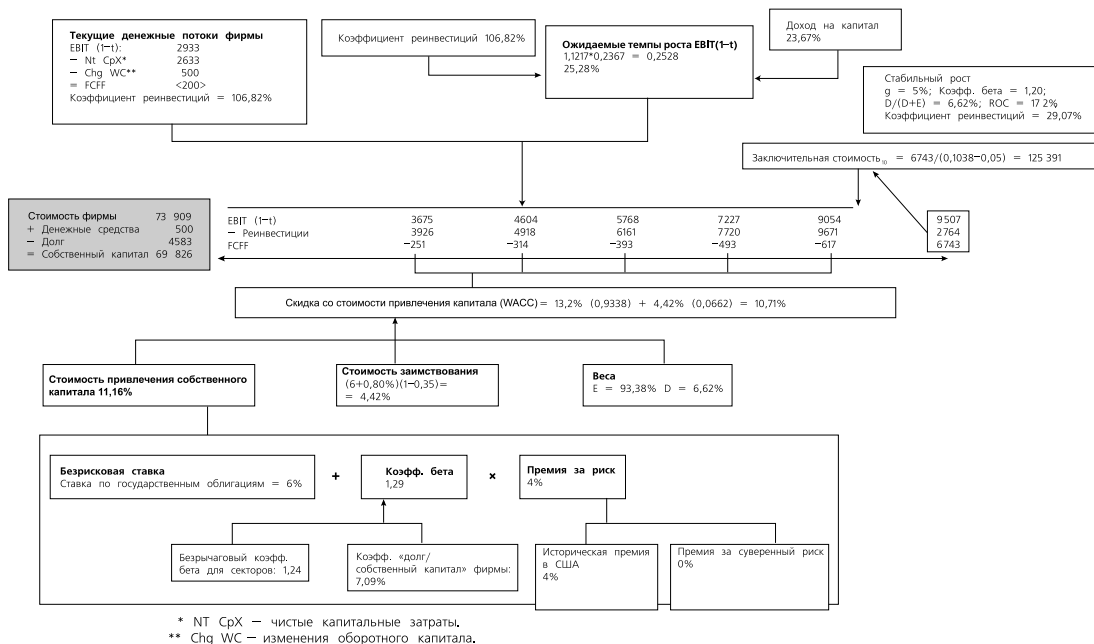 Текущие денежные потоки фирмы
EBIT (1−t): 2933
− Nt CpX* 2633
− Chg WC** 500
= FCFF <200>
Коэффициент реинвестиций = 106,82%
Коэффициент реинвестиций 106,82%
Ожидаемые темпы роста EBIT(1−t)
1,1217*0,2367 = 0,2528
25,28%
Доход на капитал
23,67%
Стабильный рост
g = 5%; Коэфф. бета = 1,20;
D/(D+E) = 6,62%; ROC = 17 2%
Коэффициент реинвестиций = 29,07%
Заключительная стоимость₁₀ = 6743/(0,1038−0,05) = 125 391
Стоимость фирмы 73 909
+ Денежные средства 500
− Долг 4583
= Собственный капитал 69 826
EBIT (1−t) 3675 4604 5768 7227 9054
− Реинвестиции 3926 4918 6161 7720 9671
FCFF −251 −314 −393 −493 −617
9507
2764
6743
Скидка со стоимости привлечения капитала (WACC) = 13,2% (0,9338) + 4,42% (0,0662) = 10,71%
Стоимость привлечения собственного
капитала 11,16%
Стоимость заимствования
(6+0,80%)(1−0,35)=
= 4,42%
Веса
E = 93,38% D = 6,62%
Безрисковая ставка
Ставка по государственным облигациям = 6%
+
Коэфф. бета
1,29
×
Премия за риск
4%
Безрычаговый коэфф.
бета для секторов: 1,24
Коэфф. «долг/
собственный капитал» фирмы:
7,09%
Историческая премия
в США
4%
Премия за суверенный риск
0%
* NT CpX — чистые капитальные затраты.
** Chg WC — изменения оборотного капитала.